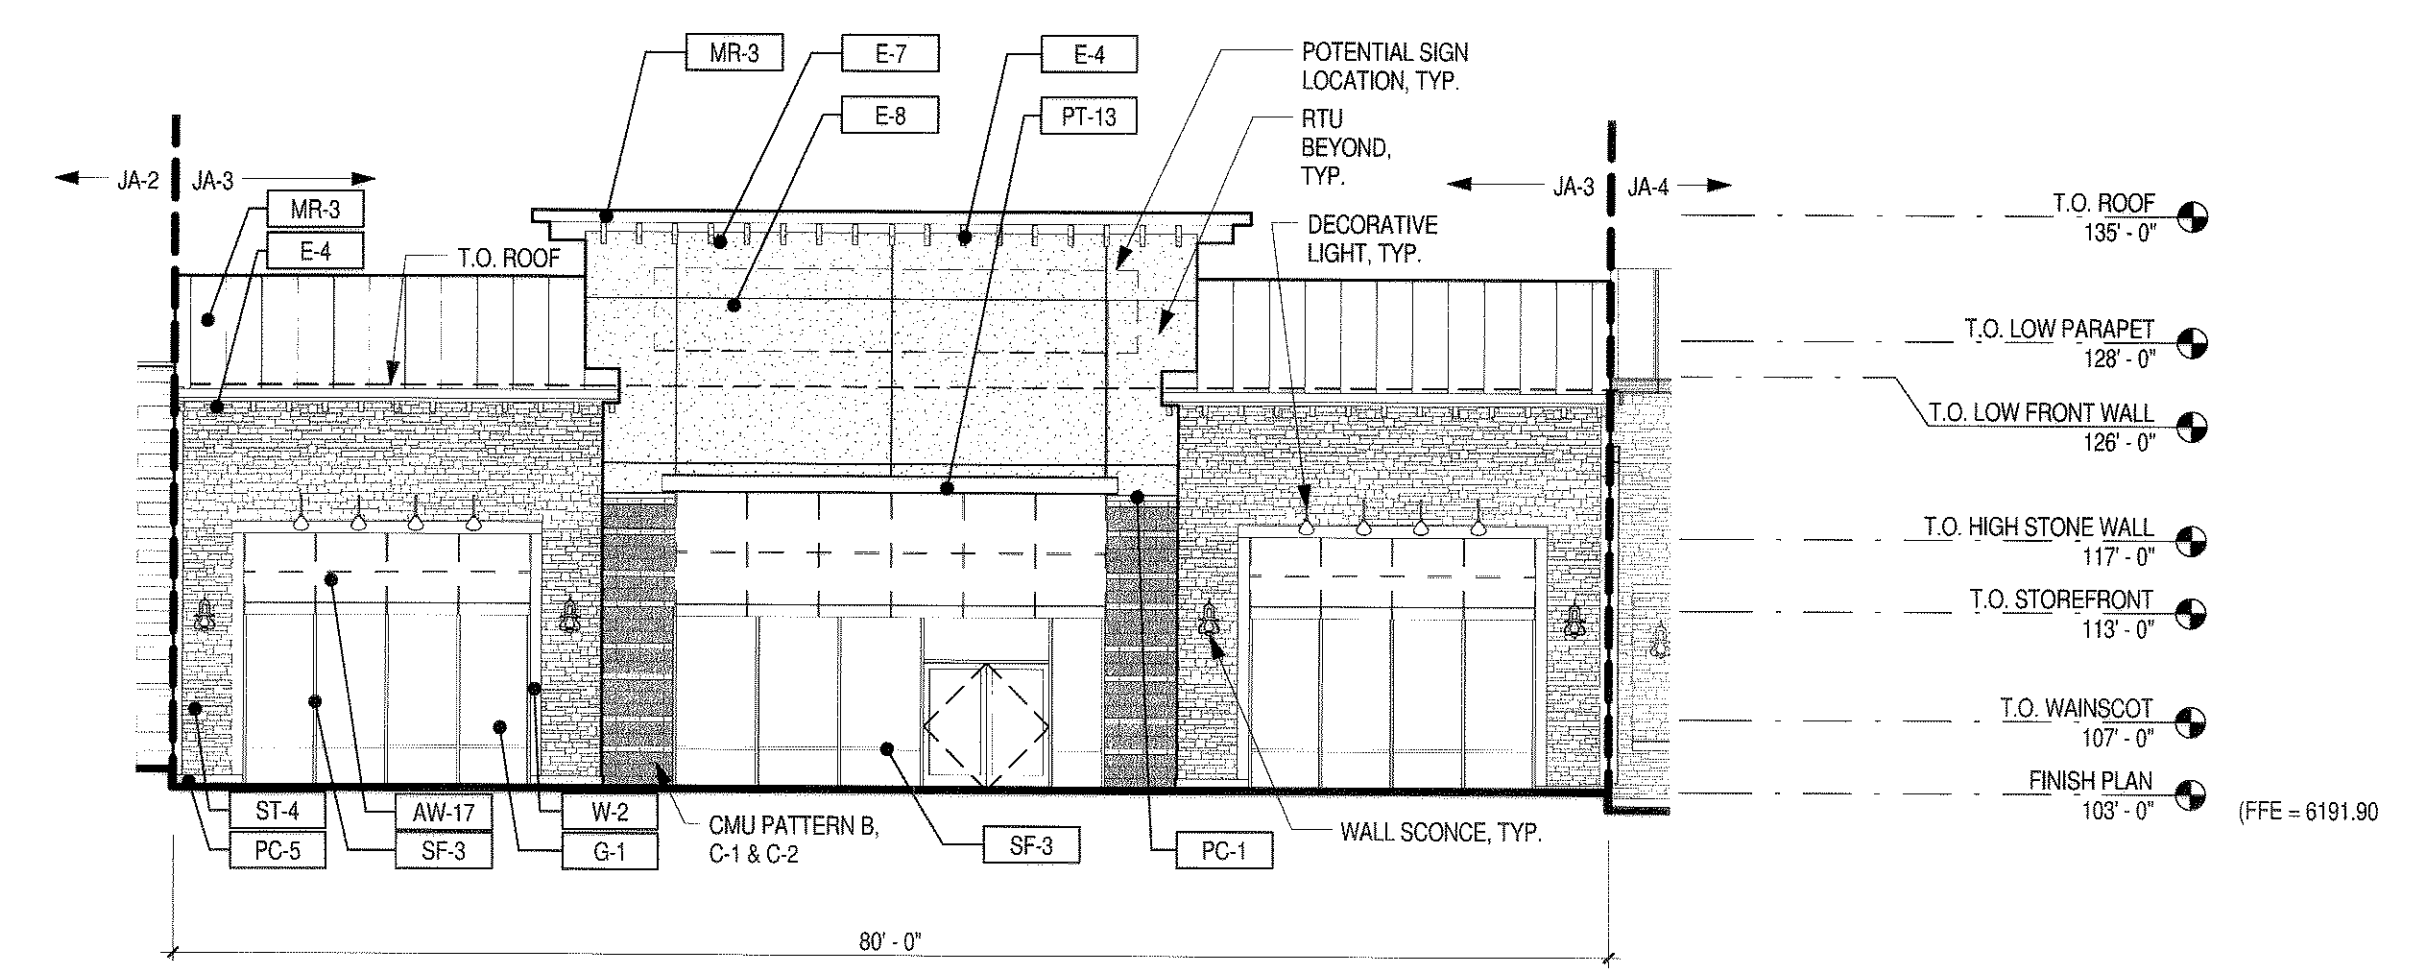 MR-3
E-7
E-4
POTENTIAL SIGN
LOCATION, TYP.
E-8
PT-13
RTU
BEYOND,
TYP.
JA-2
JA-3
JA-3
JA-4
MR-3
E-4
T.O. ROOF
DECORATIVE
LIGHT, TYP.
T.O. ROOF
135' - 0"
T.O. LOW PARAPET
128' - 0"
T.O. LOW FRONT WALL
126' - 0"
T.O. HIGH STONE WALL
117' - 0"
T.O. STOREFRONT
113' - 0"
T.O. WAINSCOT
107' - 0"
FINISH PLAN
103' - 0"
(FFE = 6191.90
ST-4
AW-17
W-2
PC-5
SF-3
G-1
CMU PATTERN B,
C-1 & C-2
SF-3
PC-1
WALL SCONCE, TYP.
80' - 0"